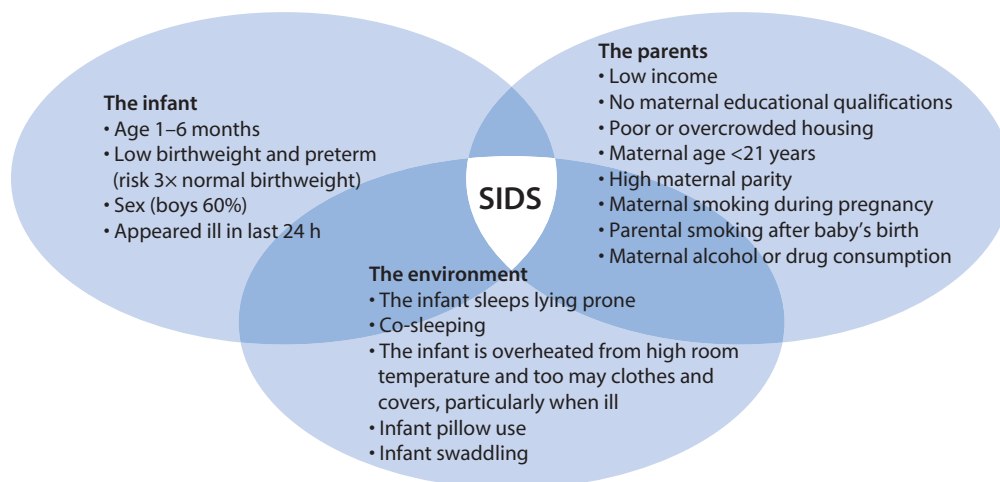 The infant
• Age 1–6 months
• Low birthweight and preterm
(risk 3× normal birthweight)
• Sex (boys 60%)
• Appeared ill in last 24 h
The parents
• Low income
• No maternal educational qualifications
• Poor or overcrowded housing
• Maternal age <21 years
• High maternal parity
• Maternal smoking during pregnancy
• Parental smoking after baby's birth
• Maternal alcohol or drug consumption
SIDS
The environment
• The infant sleeps lying prone
• Co-sleeping
• The infant is overheated from high room
temperature and too may clothes and
covers, particularly when ill
• Infant pillow use
• Infant swaddling